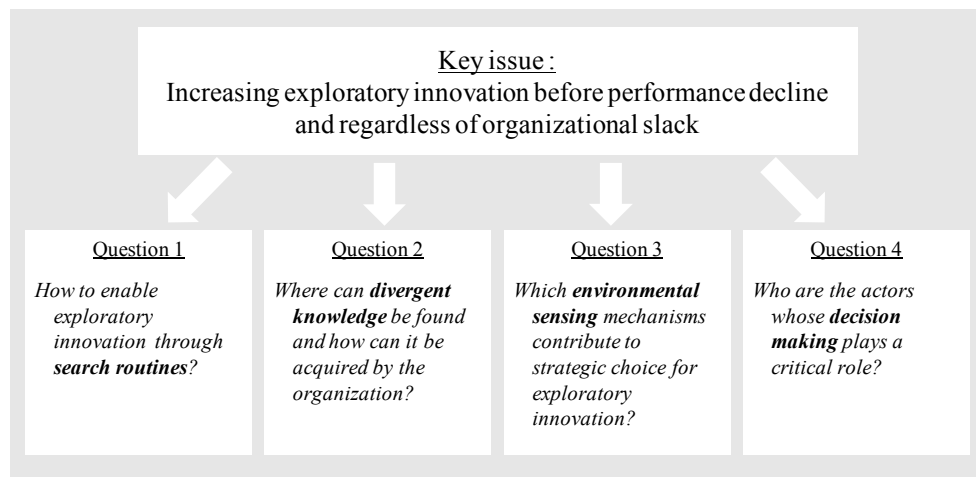 Key issue :
Increasing exploratory innovation before performance decline
and regardless of organizational slack
Question 1
How to enable
exploratory
innovation through
search routines?
Question 2
Where can divergent
knowledge be found
and how can it be
acquired by the
organization?
Question 3
Which environmental
sensing mechanisms
contribute to
strategic choice for
exploratory
innovation?
Question 4
Who are the actors
whose decision
making plays a
critical role?